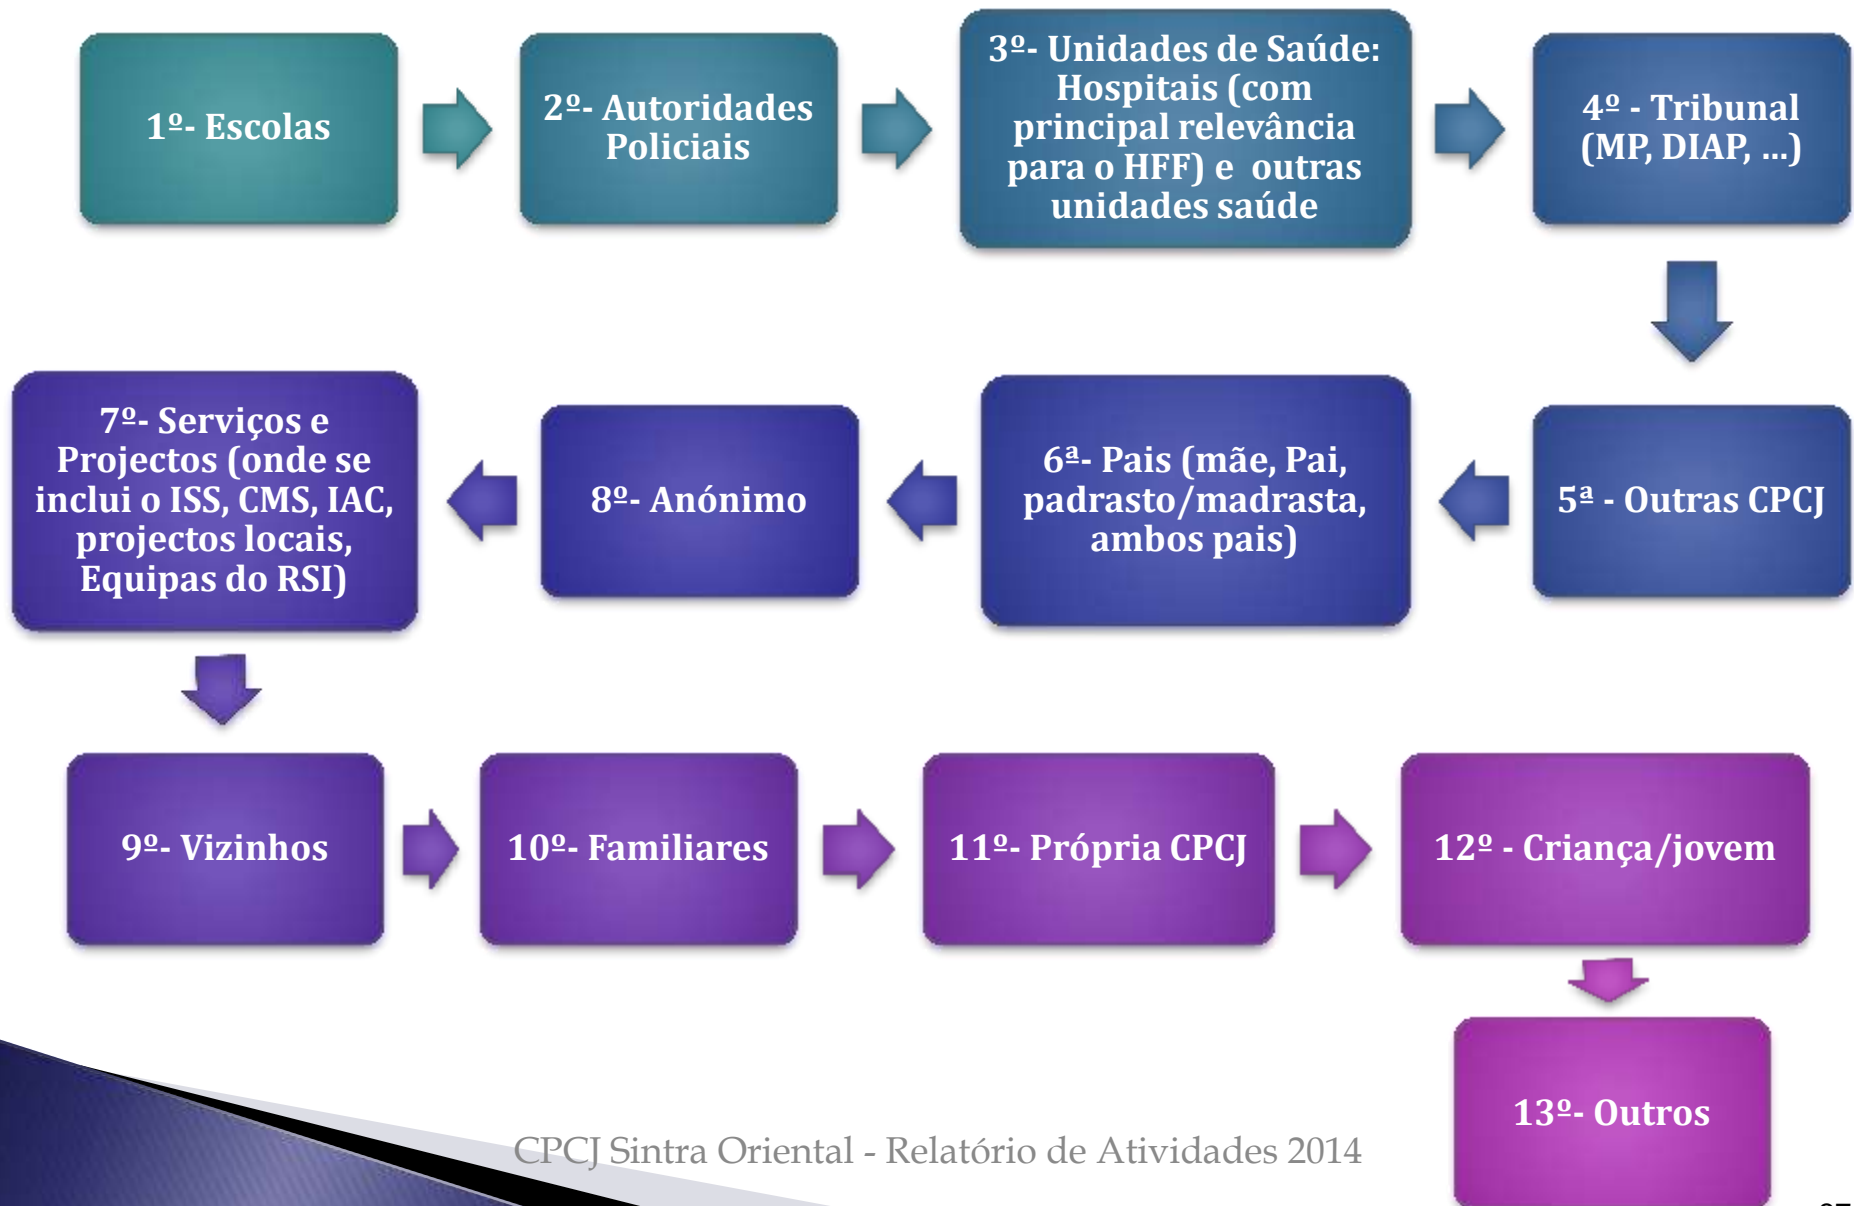 1º- Escolas
2º- Autoridades
Policiais
3º- Unidades de Saúde:
Hospitais (com
principal relevância
para o HFF) e outras
unidades saúde
4º - Tribunal
(MP, DIAP, ...)
5ª - Outras CPCJ
6ª- Pais (mãe, Pai,
padrasto/madrasta,
ambos pais)
8º- Anónimo
7º- Serviços e
Projectos (onde se
inclui o ISS, CMS, IAC,
projectos locais,
Equipas do RSI)
9º- Vizinhos
10º- Familiares
11º- Própria CPCJ
12º - Criança/jovem
13º- Outros
CPCJ Sintra Oriental - Relatório de Atividades 2014